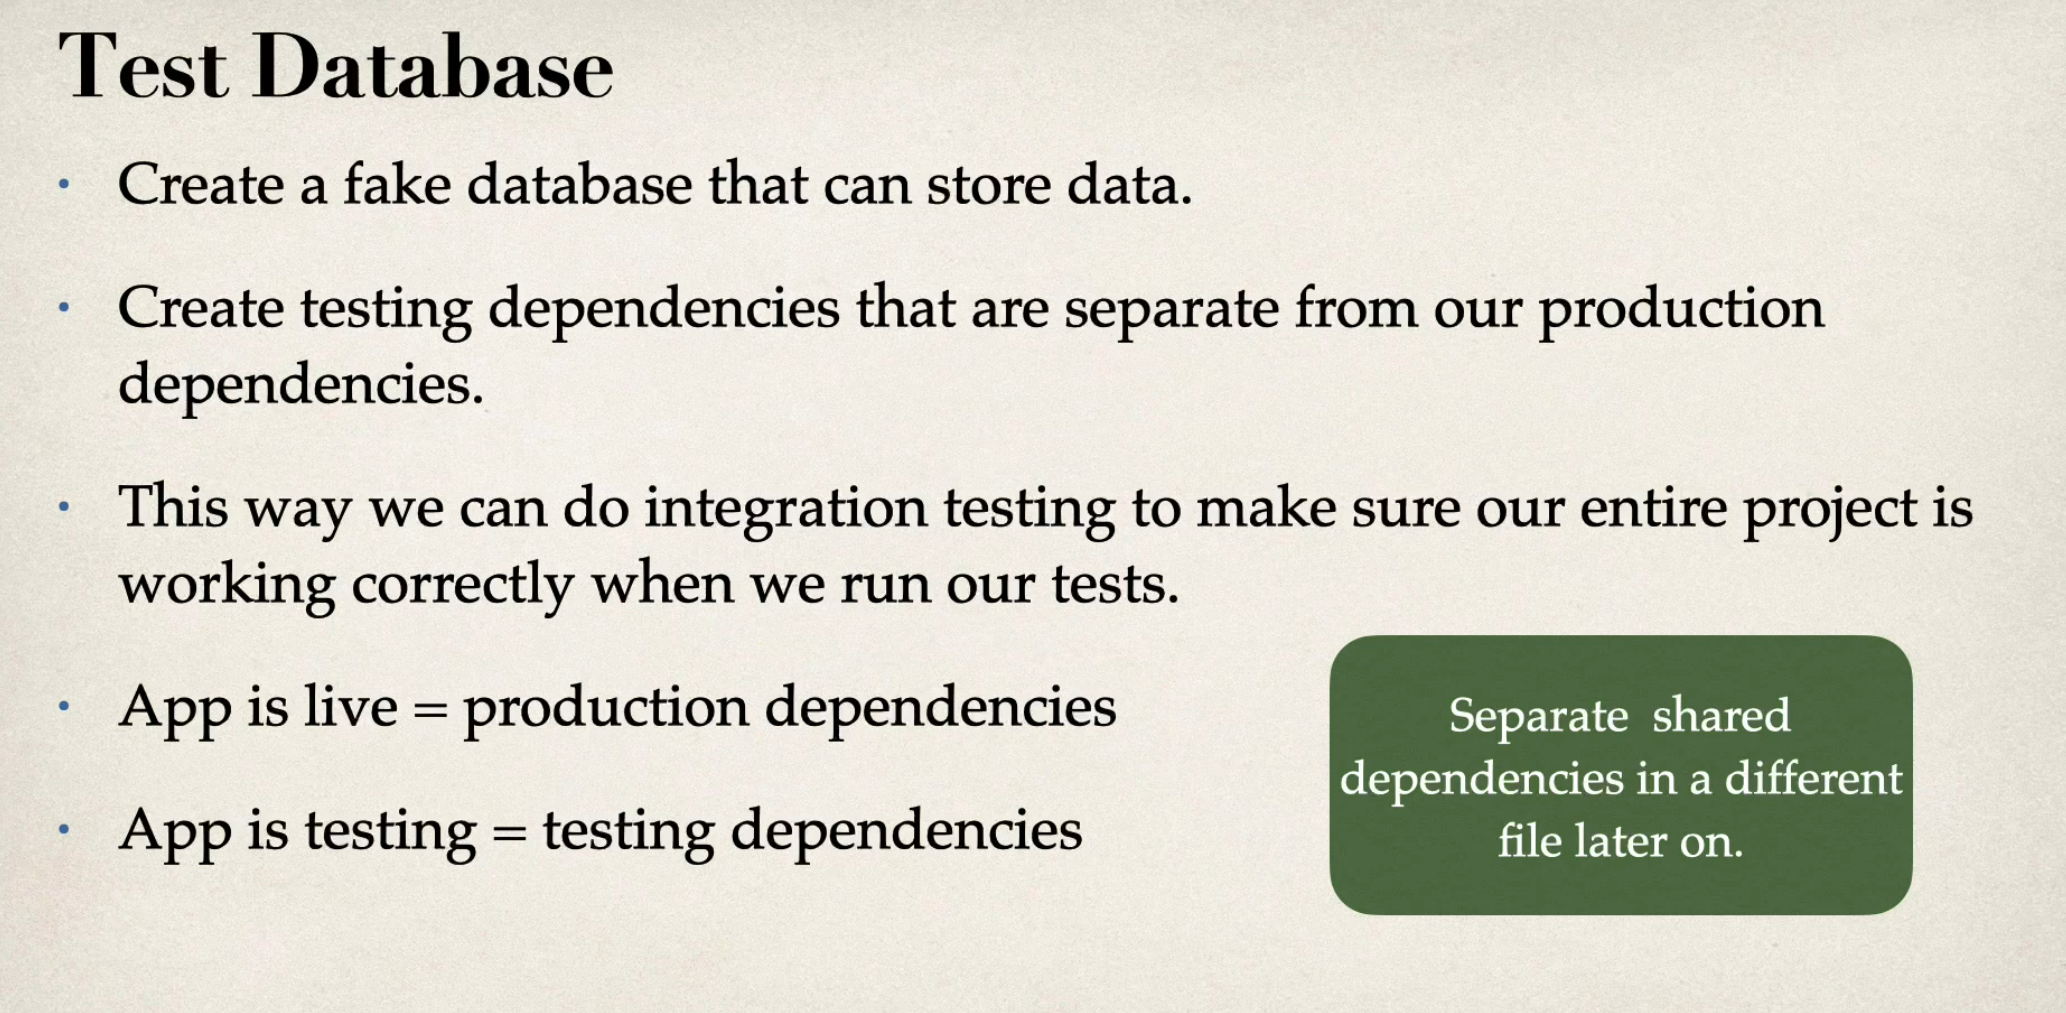 Test Database
• Create a fake database that can store data.
• Create testing dependencies that are separate from our production
dependencies.
• This way we can do integration testing to make sure our entire project is
working correctly when we run our tests.
• App is live = production dependencies
• App is testing = testing dependencies
Separate  shared
dependencies in a different
file later on.